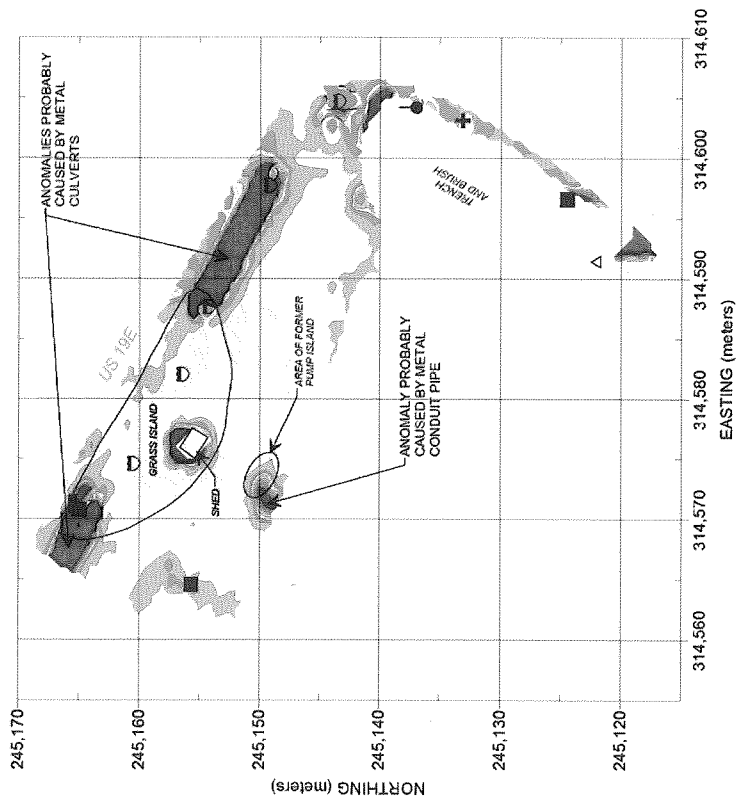 ANOMALIES PROBABLY
CAUSED BY METAL
CULVERTS
US 19E
GRASS ISLAND
SHED
AREA OF FORMER
PUMP ISLAND
ANOMALY PROBABLY
CAUSED BY METAL
CONDUIT PIPE
TRENCH
AND BRUSH
NORTHING (meters)
245,170
245,160
245,150
245,140
245,130
245,120
314,560
314,570
314,580
314,590
314,600
314,610
EASTING (meters)